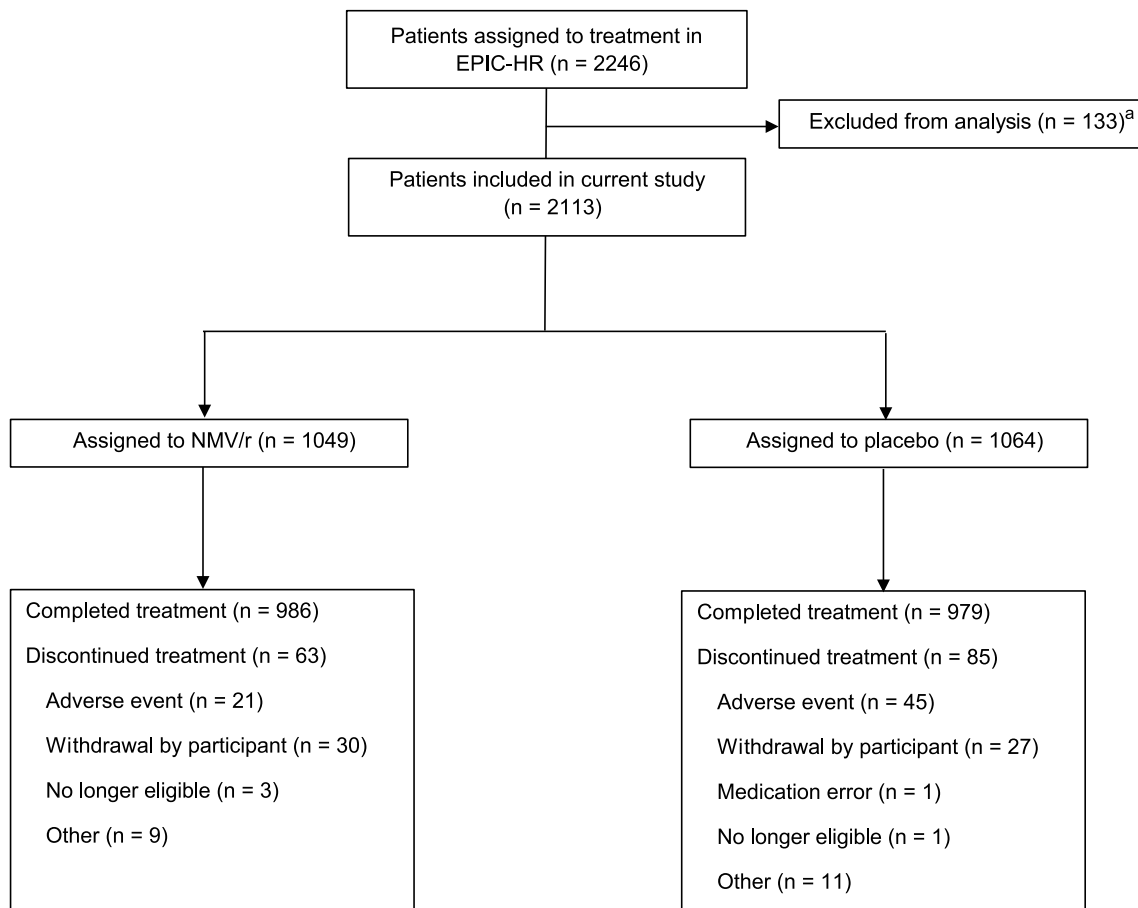 Patients assigned to treatment in
EPIC-HR (n = 2246)
Excluded from analysis (n = 133)ᵃ
Patients included in current study
(n = 2113)
Assigned to NMV/r (n = 1049)
Assigned to placebo (n = 1064)
Completed treatment (n = 986)
Discontinued treatment (n = 63)
Adverse event (n = 21)
Withdrawal by participant (n = 30)
No longer eligible (n = 3)
Other (n = 9)
Completed treatment (n = 979)
Discontinued treatment (n = 85)
Adverse event (n = 45)
Withdrawal by participant (n = 27)
Medication error (n = 1)
No longer eligible (n = 1)
Other (n = 11)